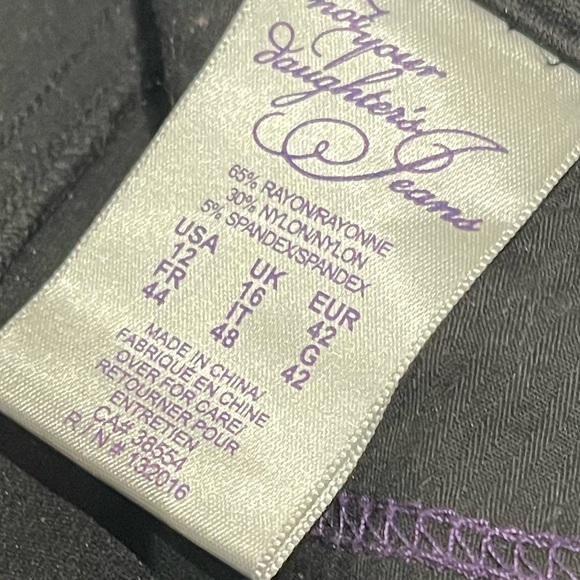 not your
daughter's
Jeans
65% RAYON/RAYONNE
30% NYLON/NYLON
5% SPANDEX/SPANDEX
USA UK EUR
12 16 42
FR IT G
44 48 42
MADE IN CHINA/
FABRIQUÉ EN CHINE
OVER FOR CARE/
RETOURNER POUR
ENTRETIEN
CA# 38554
R/N# 132016